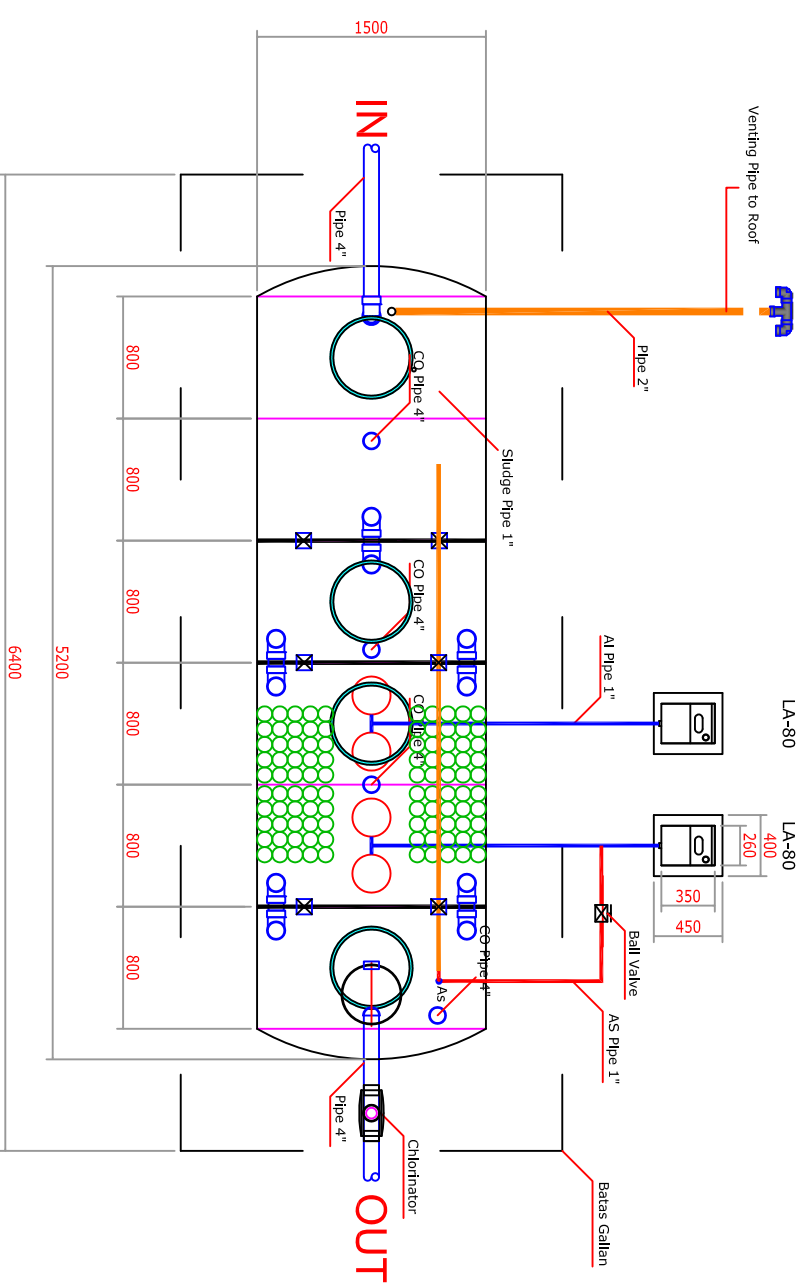 1500
IN
Venting Pipe to Roof
Pipe 4"
Pipe 2"
800
CO Pipe 4"
Sludge Pipe 1"
800
CO Pipe 4"
800
AI Pipe 1"
6400
5200
LA-80
CO Pipe 4"
800
LA-80
400
260
800
350
450
Ball Valve
CO Pipe 4"
800
As
AS Pipe 1"
Pipe 4"
Chlorinator
Batas Galian
OUT